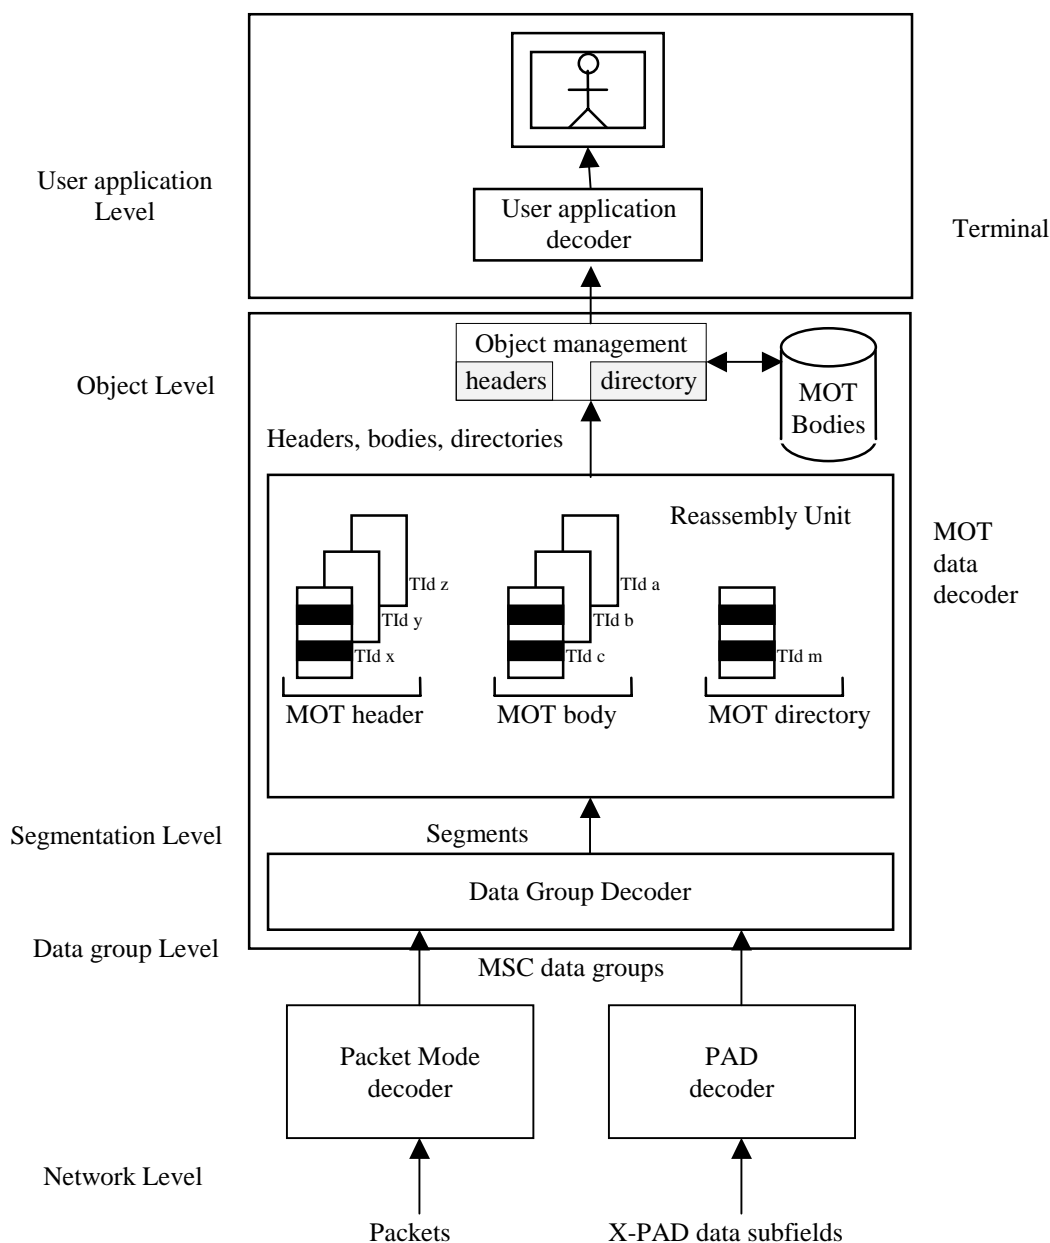 User application
Level
User application
decoder
Terminal
Object management
headers
directory
MOT
Bodies
Object Level
Headers, bodies, directories
Reassembly Unit
MOT
data
decoder
TId z
TId y
TId x
TId a
TId b
TId c
TId m
MOT header
MOT body
MOT directory
Segmentation Level
Segments
Data Group Decoder
Data group Level
MSC data groups
Packet Mode
decoder
PAD
decoder
Network Level
Packets
X-PAD data subfields